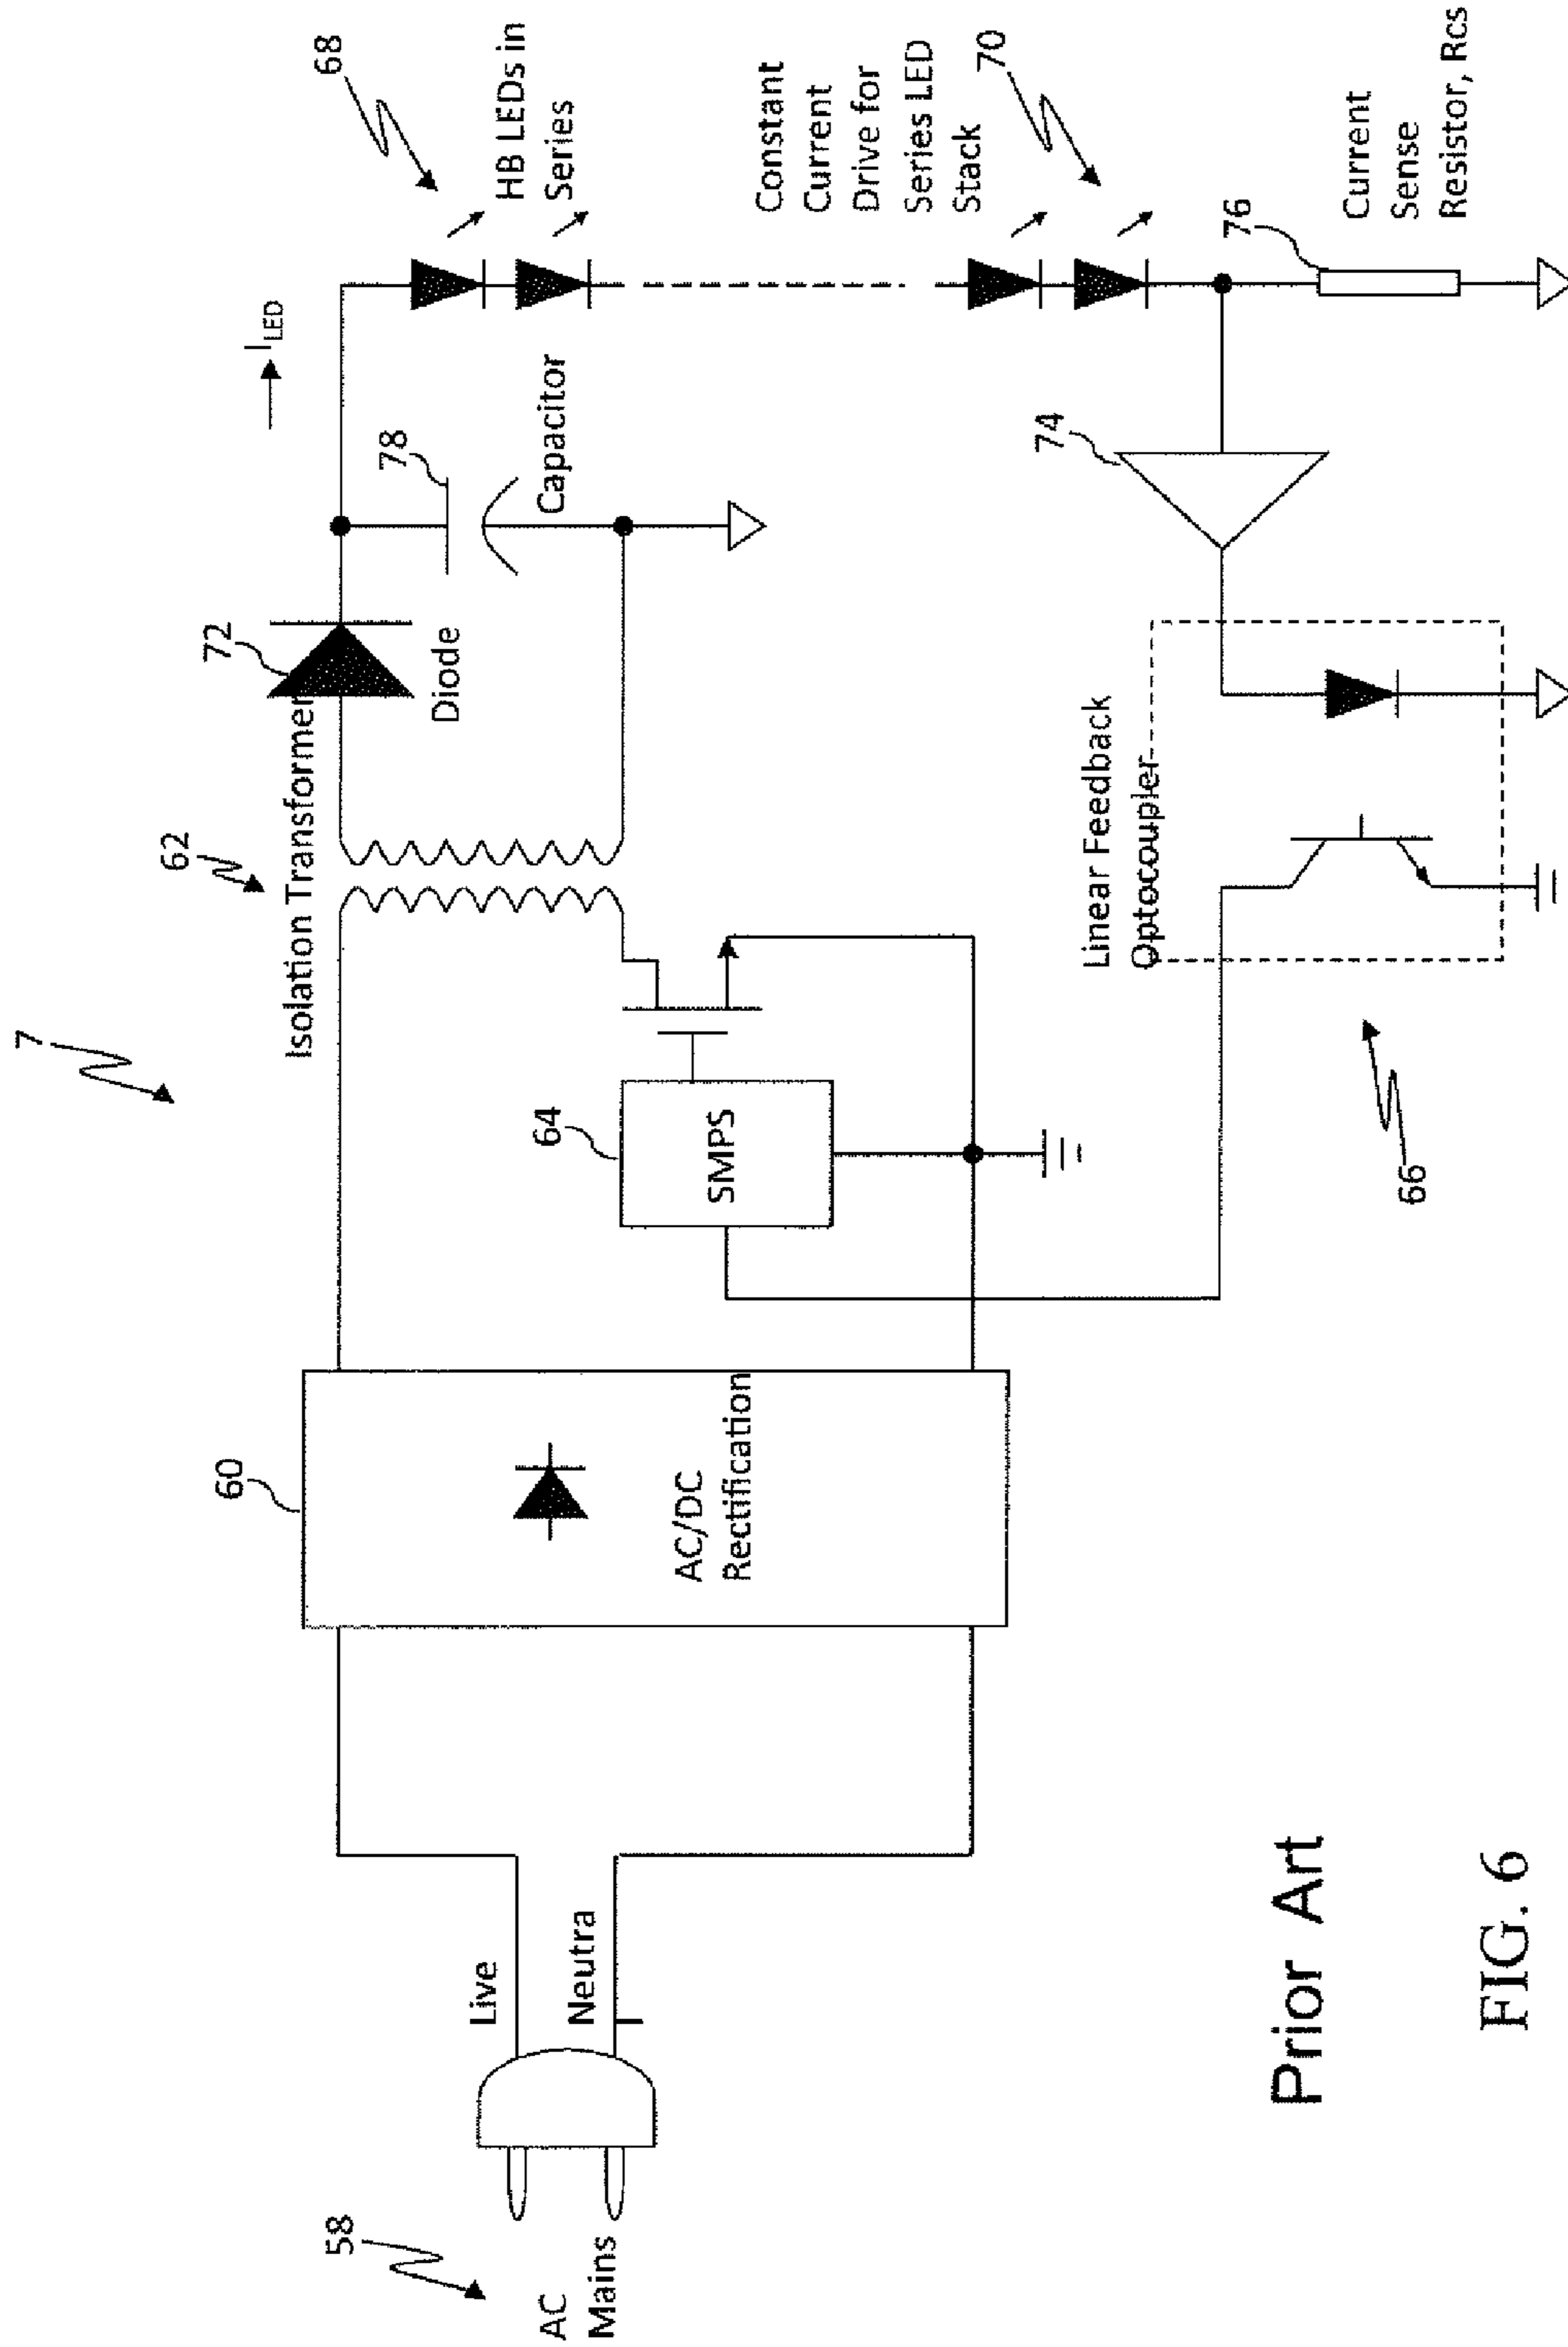 7
58
AC
Mains
Live
Neutra
l
60
AC/DC
Rectification
62
Isolation Transformer
64
SMPS
72
Diode
78
Capacitor
I LED
68
HB LEDs in
Series
Constant
Current
Drive for
Series LED
Stack
70
74
76
Current
Sense
Resistor, Rcs
Linear Feedback
Optocoupler
66
Prior Art
FIG. 6